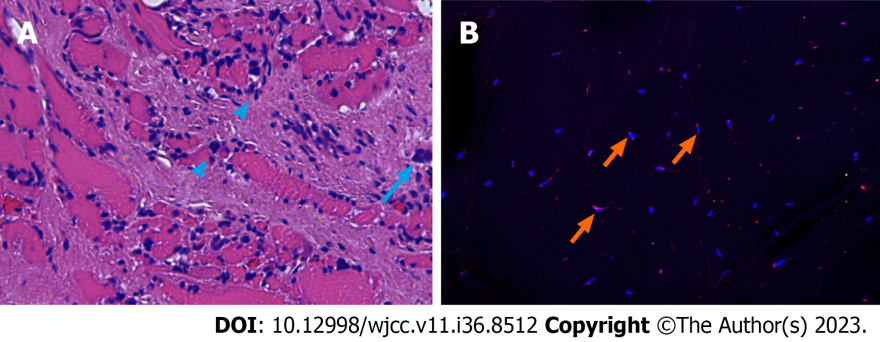 A
B
DOI: 10.12998/wjcc.v11.i36.8512 Copyright ©The Author(s) 2023.